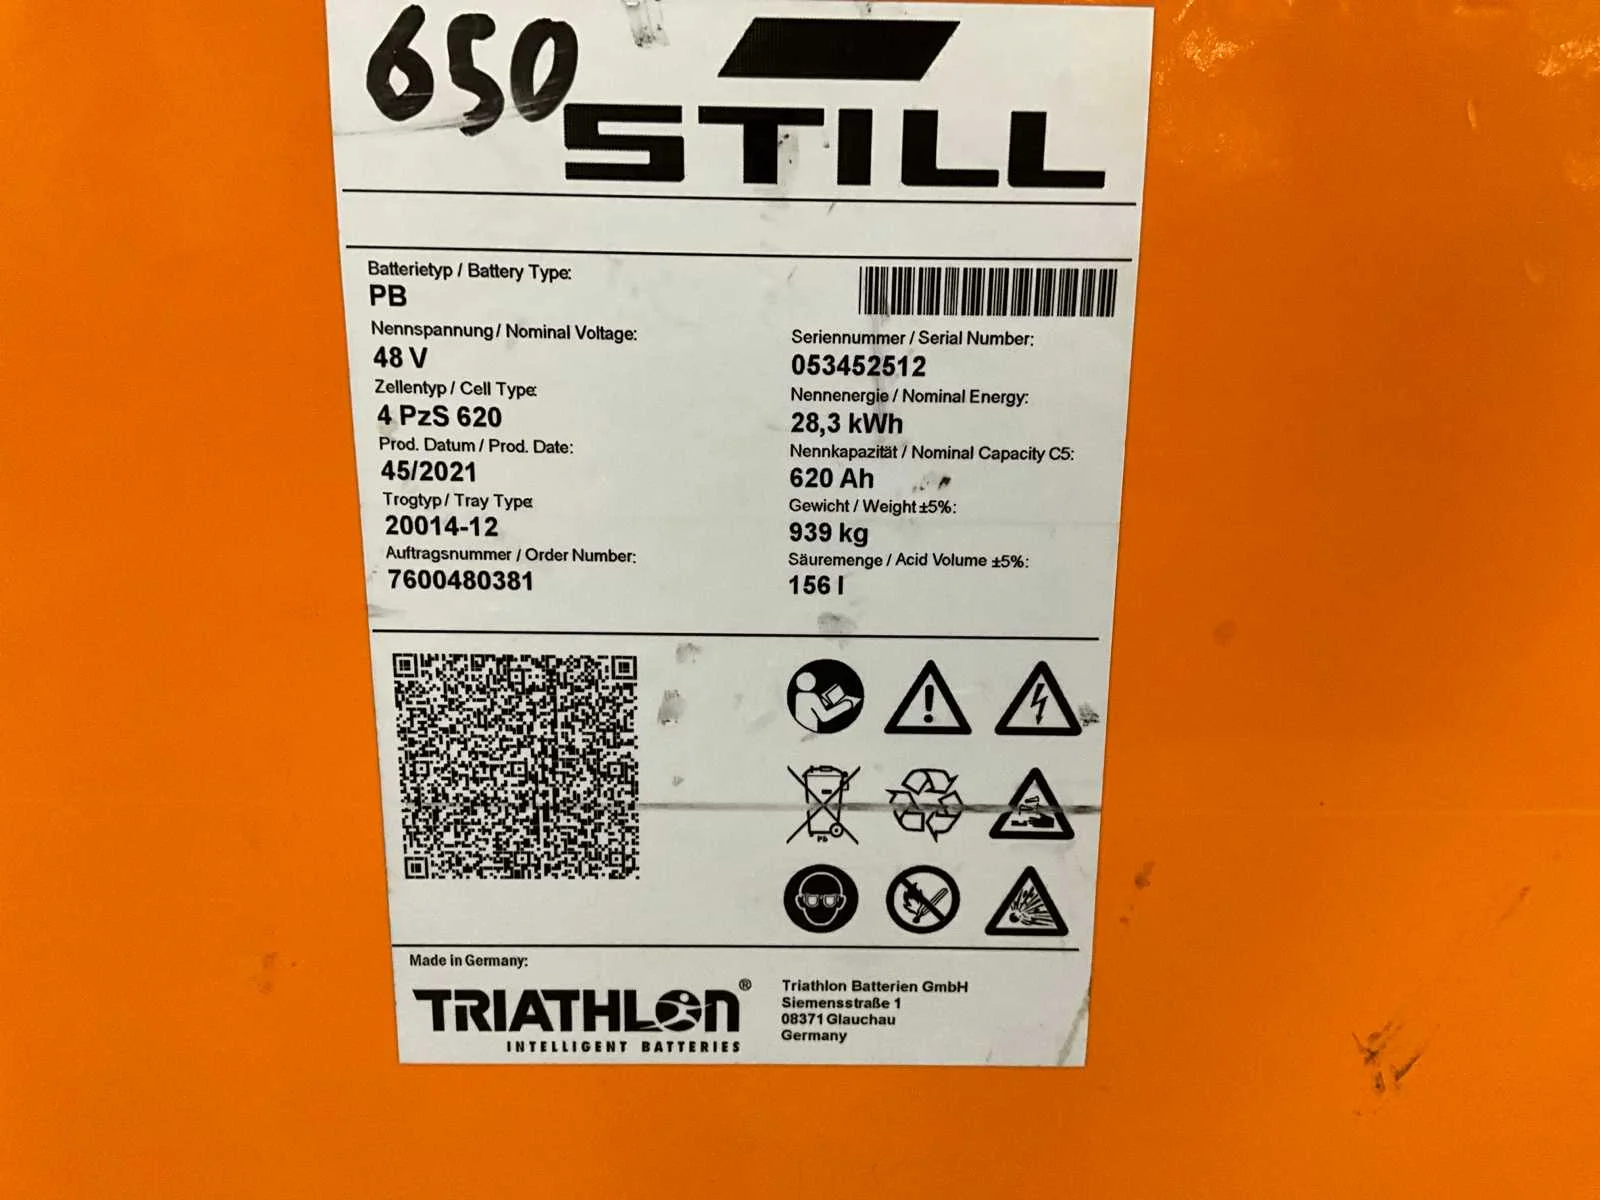 650
STILL
Batterietyp / Battery Type:
PB
Nennspannung / Nominal Voltage:
48 V
Zellentyp / Cell Type:
4 PzS 620
Prod. Datum / Prod. Date:
45/2021
Trogtyp / Tray Type
20014-12
Auftragsnummer / Order Number:
7600480381
Seriennummer / Serial Number:
053452512
Nennenergie / Nominal Energy:
28,3 kWh
Nennkapazität / Nominal Capacity C5:
620 Ah
Gewicht / Weight ±5%:
939 kg
Säuremenge / Acid Volume ±5%:
156 l
Pb
Made in Germany:
TRIATHLON®
INTELLIGENT BATTERIES
Triathlon Batterien GmbH
Siemensstraße 1
08371 Glauchau
Germany